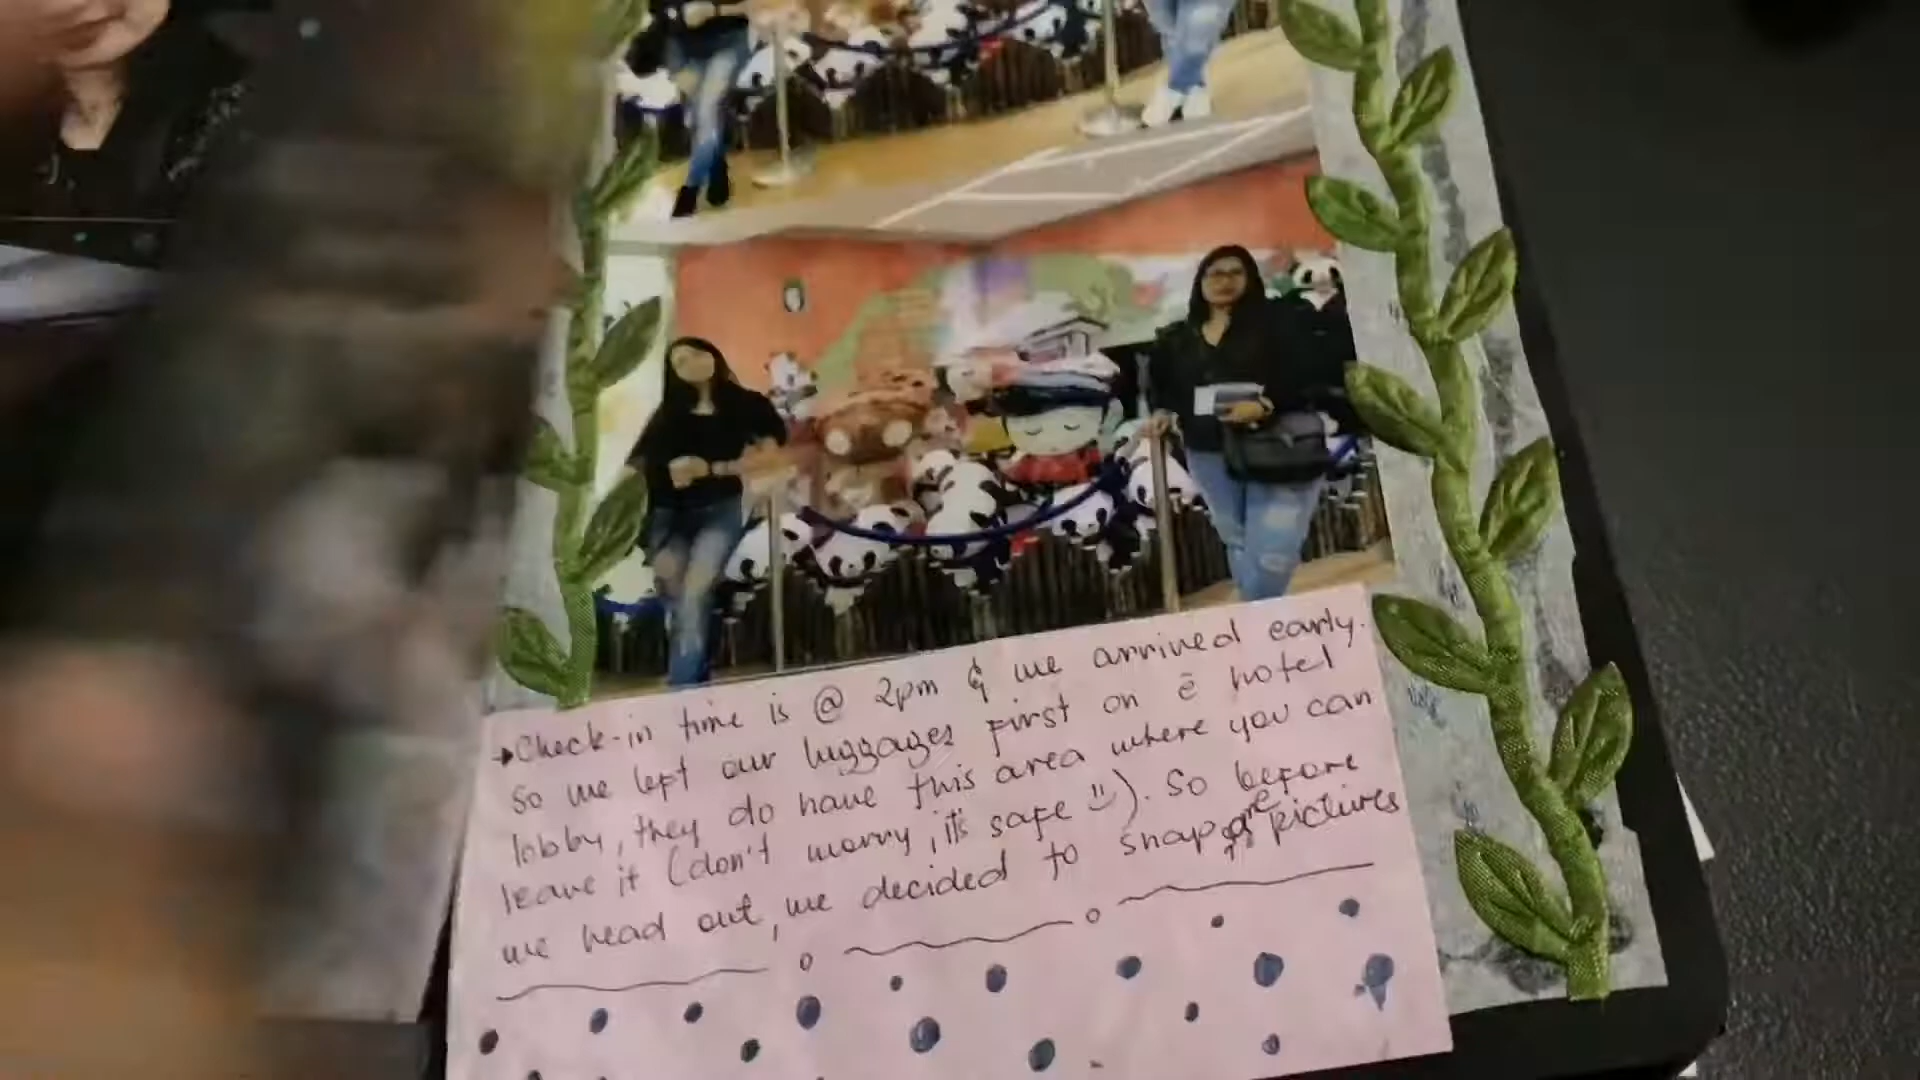 →Check-in time is @ 2pm & we arrived early.
So we left our luggages first on ē hotel
lobby, they do have this area where you can
leave it (don't worry, it's safe :)). So before
we head out, we decided to snap some pictures